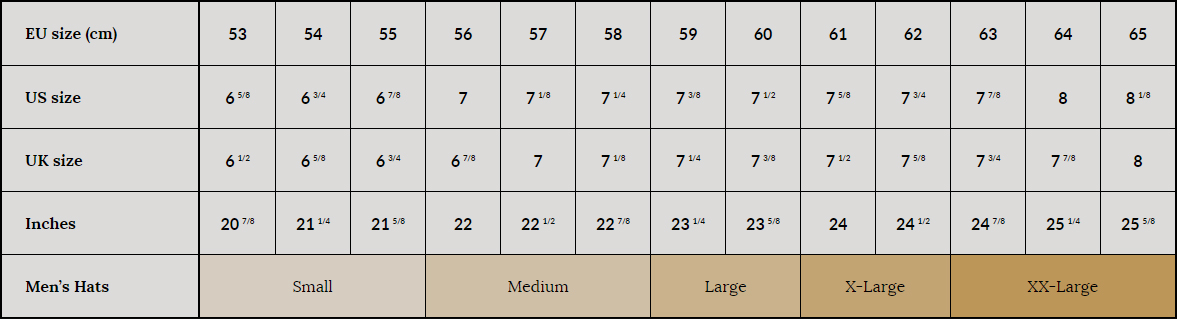 EU size (cm) 53 54 55 56 57 58 59 60 61 62 63 64 65
US size 6 5/8 6 3/4 6 7/8 7 7 1/8 7 1/4 7 3/8 7 1/2 7 5/8 7 3/4 7 7/8 8 8 1/8
UK size 6 1/2 6 5/8 6 3/4 6 7/8 7 7 1/8 7 1/4 7 3/8 7 1/2 7 5/8 7 3/4 7 7/8 8
Inches 20 7/8 21 1/4 21 5/8 22 22 1/2 22 7/8 23 1/4 23 5/8 24 24 1/2 24 7/8 25 1/4 25 5/8
Men's Hats Small Medium Large X-Large XX-Large